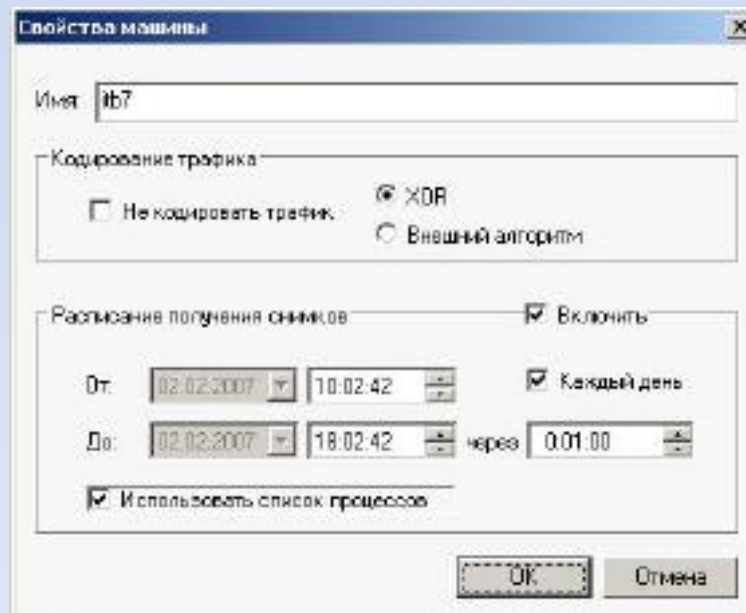 Свойства машины
Имя: itb7
Кодирование трафика
Не кодировать трафик
XOR
Внешний алгоритм
Расписание получения снимков
Включить
От: 02.02.2007 10:02:42
Каждый день
До: 02.02.2007 18:02:42 через 0:01:00
Использовать список процессов
OK Отмена